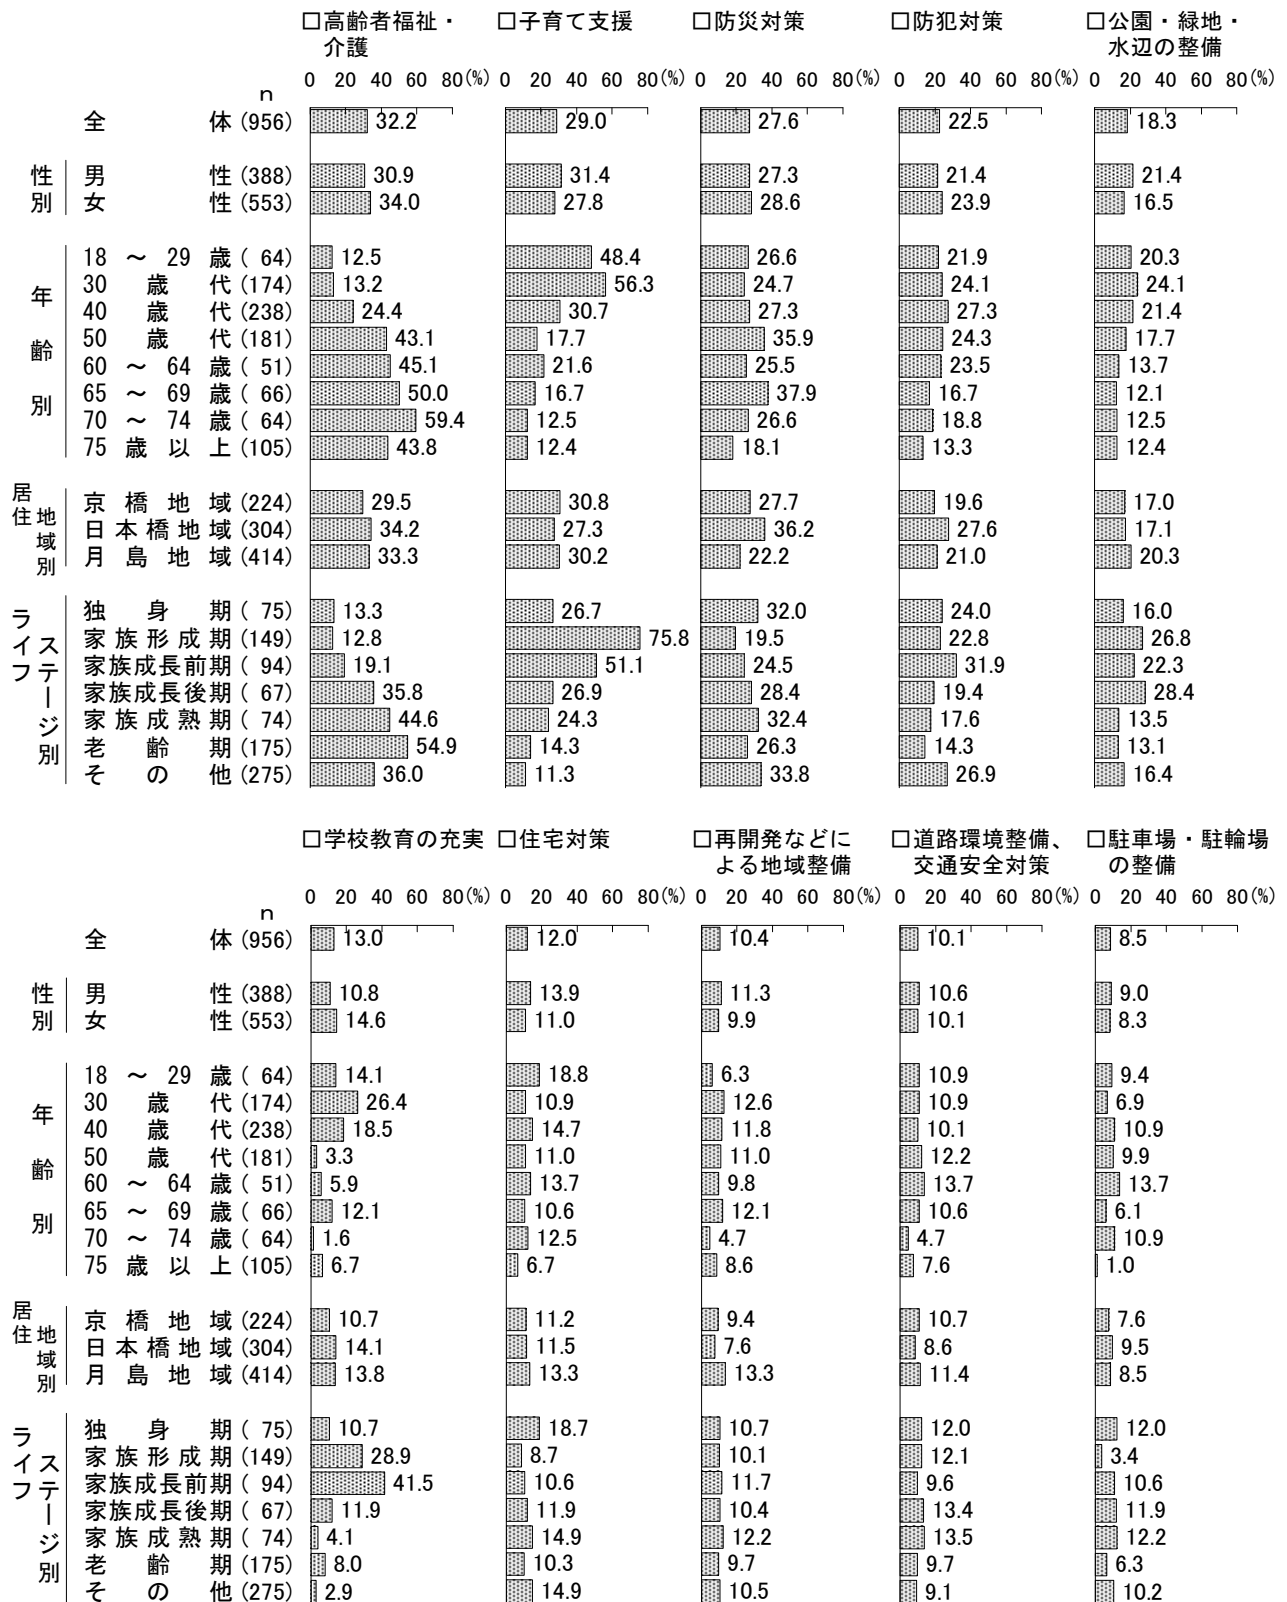 □高齢者福祉・介護 □子育て支援 □防災対策 □防犯対策 □公園・緑地・水辺の整備
0 20 40 60 80(%) 0 20 40 60 80(%) 0 20 40 60 80(%) 0 20 40 60 80(%) 0 20 40 60 80(%)
n
全体(956) 32.2 29.0 27.6 22.5 18.3
性別
男性(388) 30.9 31.4 27.3 21.4 21.4
女性(553) 34.0 27.8 28.6 23.9 16.5
年齢別
18～29歳( 64) 12.5 48.4 26.6 21.9 20.3
30歳代(174) 13.2 56.3 24.7 24.1 24.1
40歳代(238) 24.4 30.7 27.3 27.3 21.4
50歳代(181) 43.1 17.7 35.9 24.3 17.7
60～64歳( 51) 45.1 21.6 25.5 23.5 13.7
65～69歳( 66) 50.0 16.7 37.9 16.7 12.1
70～74歳( 64) 59.4 12.5 26.6 18.8 12.5
75歳以上(105) 43.8 12.4 18.1 13.3 12.4
居住地域別
京橋地域(224) 29.5 30.8 27.7 19.6 17.0
日本橋地域(304) 34.2 27.3 36.2 27.6 17.1
月島地域(414) 33.3 30.2 22.2 21.0 20.3
ライフステージ別
独身期( 75) 13.3 26.7 32.0 24.0 16.0
家族形成期(149) 12.8 75.8 19.5 22.8 26.8
家族成長前期( 94) 19.1 51.1 24.5 31.9 22.3
家族成長後期( 67) 35.8 26.9 28.4 19.4 28.4
家族成熟期( 74) 44.6 24.3 32.4 17.6 13.5
老齢期(175) 54.9 14.3 26.3 14.3 13.1
その他(275) 36.0 11.3 33.8 26.9 16.4
□学校教育の充実 □住宅対策 □再開発などによる地域整備 □道路環境整備、交通安全対策 □駐車場・駐輪場の整備
0 20 40 60 80(%) 0 20 40 60 80(%) 0 20 40 60 80(%) 0 20 40 60 80(%) 0 20 40 60 80(%)
n
全体(956) 13.0 12.0 10.4 10.1 8.5
性別
男性(388) 10.8 13.9 11.3 10.6 9.0
女性(553) 14.6 11.0 9.9 10.1 8.3
年齢別
18～29歳( 64) 14.1 18.8 6.3 10.9 9.4
30歳代(174) 26.4 10.9 12.6 10.9 6.9
40歳代(238) 18.5 14.7 11.8 10.1 10.9
50歳代(181) 3.3 11.0 11.0 12.2 9.9
60～64歳( 51) 5.9 13.7 9.8 13.7 13.7
65～69歳( 66) 12.1 10.6 12.1 10.6 6.1
70～74歳( 64) 1.6 12.5 4.7 4.7 10.9
75歳以上(105) 6.7 6.7 8.6 7.6 1.0
居住地域別
京橋地域(224) 10.7 11.2 9.4 10.7 7.6
日本橋地域(304) 14.1 11.5 7.6 8.6 9.5
月島地域(414) 13.8 13.3 13.3 11.4 8.5
ライフステージ別
独身期( 75) 10.7 18.7 10.7 12.0 12.0
家族形成期(149) 28.9 8.7 10.1 12.1 3.4
家族成長前期( 94) 41.5 10.6 11.7 9.6 10.6
家族成長後期( 67) 11.9 11.9 10.4 13.4 11.9
家族成熟期( 74) 4.1 14.9 12.2 13.5 12.2
老齢期(175) 8.0 10.3 9.7 9.7 6.3
その他(275) 2.9 14.9 10.5 9.1 10.2